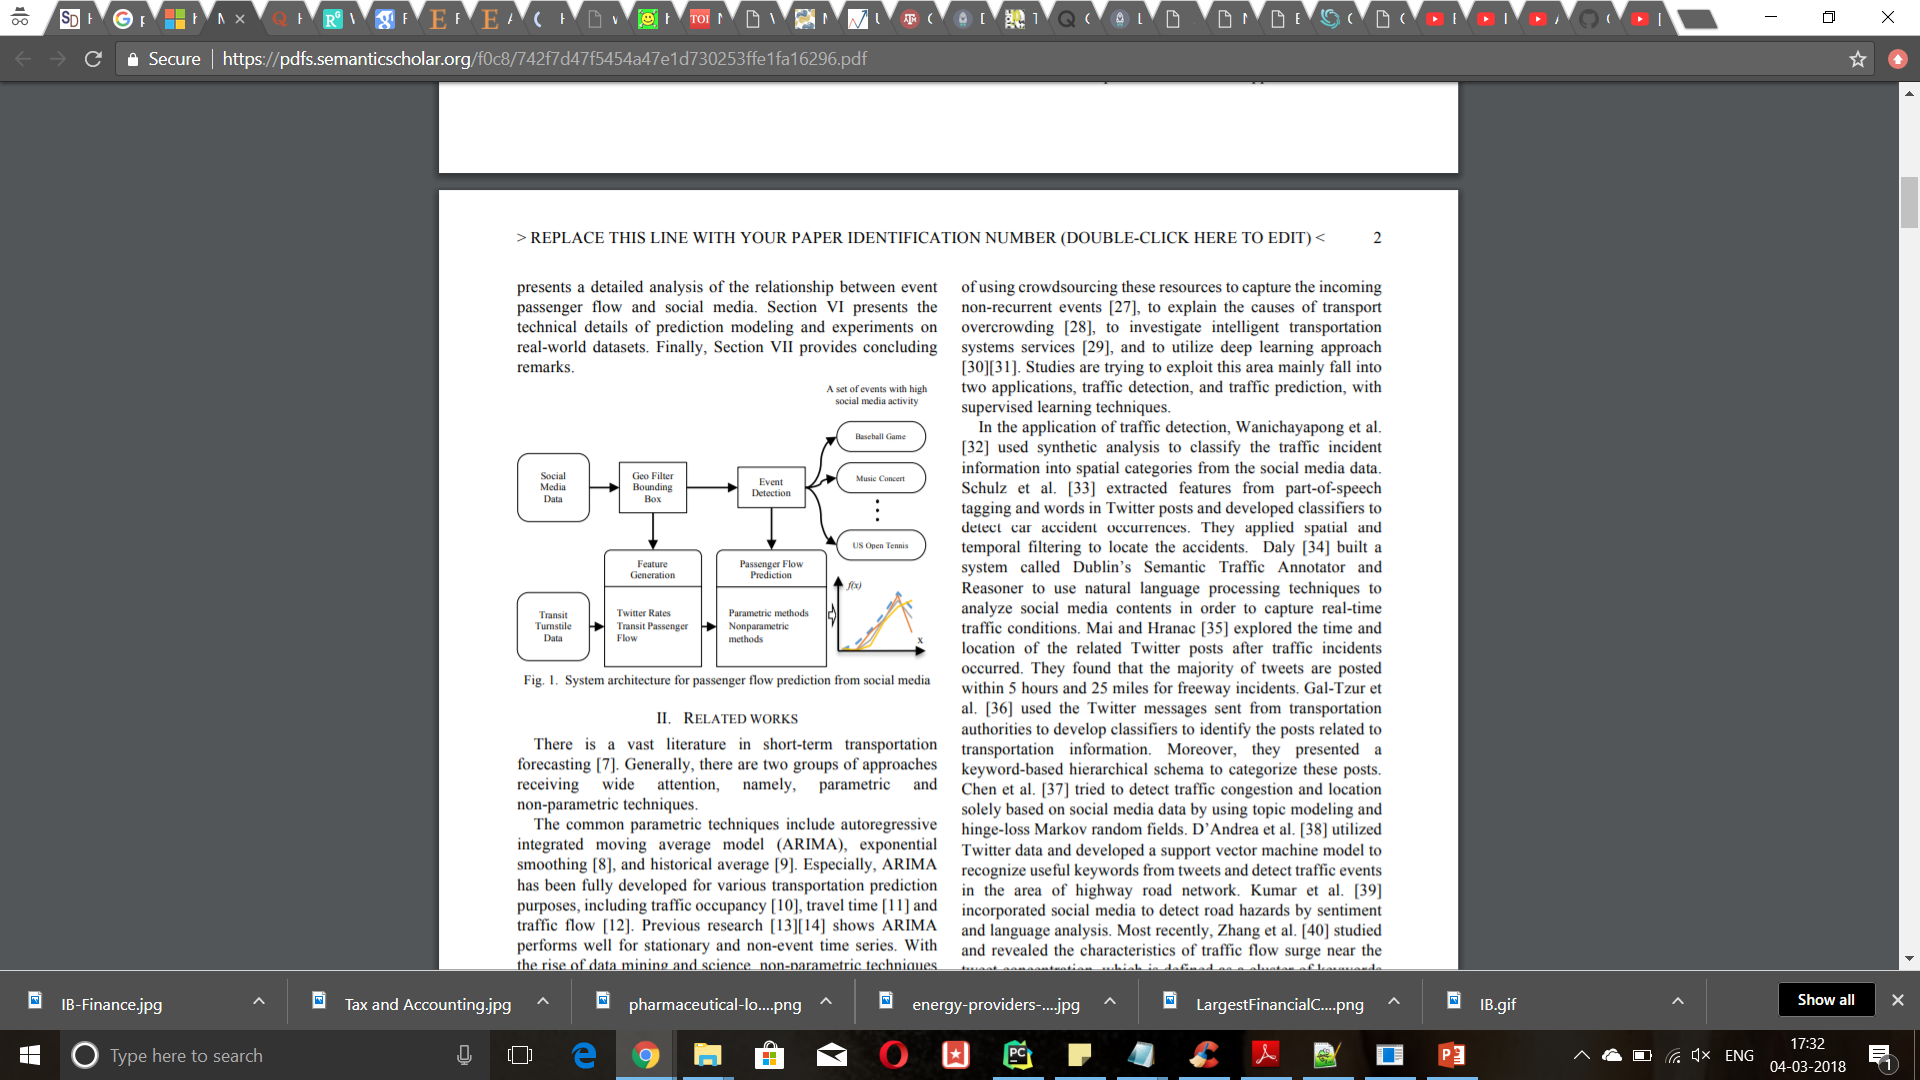 Secure
https://pdfs.semanticscholar.org/f0c8/742f7d47f5454a47e1d730253ffe1fa16296.pdf
> REPLACE THIS LINE WITH YOUR PAPER IDENTIFICATION NUMBER (DOUBLE-CLICK HERE TO EDIT) <
2
presents a detailed analysis of the relationship between event
passenger flow and social media. Section VI presents the
technical details of prediction modeling and experiments on
real-world datasets. Finally, Section VII provides concluding
remarks.
A set of events with high
social media activity
Social
Media
Data
Geo Filter
Bounding
Box
Event
Detection
Baseball Game
Music Concert
US Open Tennis
Feature
Generation
Twitter Rates
Transit Passenger
Flow
Passenger Flow
Prediction
Parametric methods
Nonparametric
methods
Transit
Turnstile
Data
f(x)
x
Fig. 1. System architecture for passenger flow prediction from social media
II. RELATED WORKS
There is a vast literature in short-term transportation
forecasting [7]. Generally, there are two groups of approaches
receiving wide attention, namely, parametric and
non-parametric techniques.
The common parametric techniques include autoregressive
integrated moving average model (ARIMA), exponential
smoothing [8], and historical average [9]. Especially, ARIMA
has been fully developed for various transportation prediction
purposes, including traffic occupancy [10], travel time [11] and
traffic flow [12]. Previous research [13][14] shows ARIMA
performs well for stationary and non-event time series. With
the rise of data mining and science, non-parametric techniques
of using crowdsourcing these resources to capture the incoming
non-recurrent events [27], to explain the causes of transport
overcrowding [28], to investigate intelligent transportation
systems services [29], and to utilize deep learning approach
[30][31]. Studies are trying to exploit this area mainly fall into
two applications, traffic detection, and traffic prediction, with
supervised learning techniques.
In the application of traffic detection, Wanichayapong et al.
[32] used synthetic analysis to classify the traffic incident
information into spatial categories from the social media data.
Schulz et al. [33] extracted features from part-of-speech
tagging and words in Twitter posts and developed classifiers to
detect car accident occurrences. They applied spatial and
temporal filtering to locate the accidents. Daly [34] built a
system called Dublin's Semantic Traffic Annotator and
Reasoner to use natural language processing techniques to
analyze social media contents in order to capture real-time
traffic conditions. Mai and Hranac [35] explored the time and
location of the related Twitter posts after traffic incidents
occurred. They found that the majority of tweets are posted
within 5 hours and 25 miles for freeway incidents. Gal-Tzur et
al. [36] used the Twitter messages sent from transportation
authorities to develop classifiers to identify the posts related to
transportation information. Moreover, they presented a
keyword-based hierarchical schema to categorize these posts.
Chen et al. [37] tried to detect traffic congestion and location
solely based on social media data by using topic modeling and
hinge-loss Markov random fields. D'Andrea et al. [38] utilized
Twitter data and developed a support vector machine model to
recognize useful keywords from tweets and detect traffic events
in the area of highway road network. Kumar et al. [39]
incorporated social media to detect road hazards by sentiment
and language analysis. Most recently, Zhang et al. [40] studied
and revealed the characteristics of traffic flow surge near the
IB-Finance.jpg
Tax and Accounting.jpg
pharmaceutical-lo....png
energy-providers-....jpg
LargestFinancialC....png
IB.gif
Show all
Type here to search
ENG
17:32
04-03-2018
1